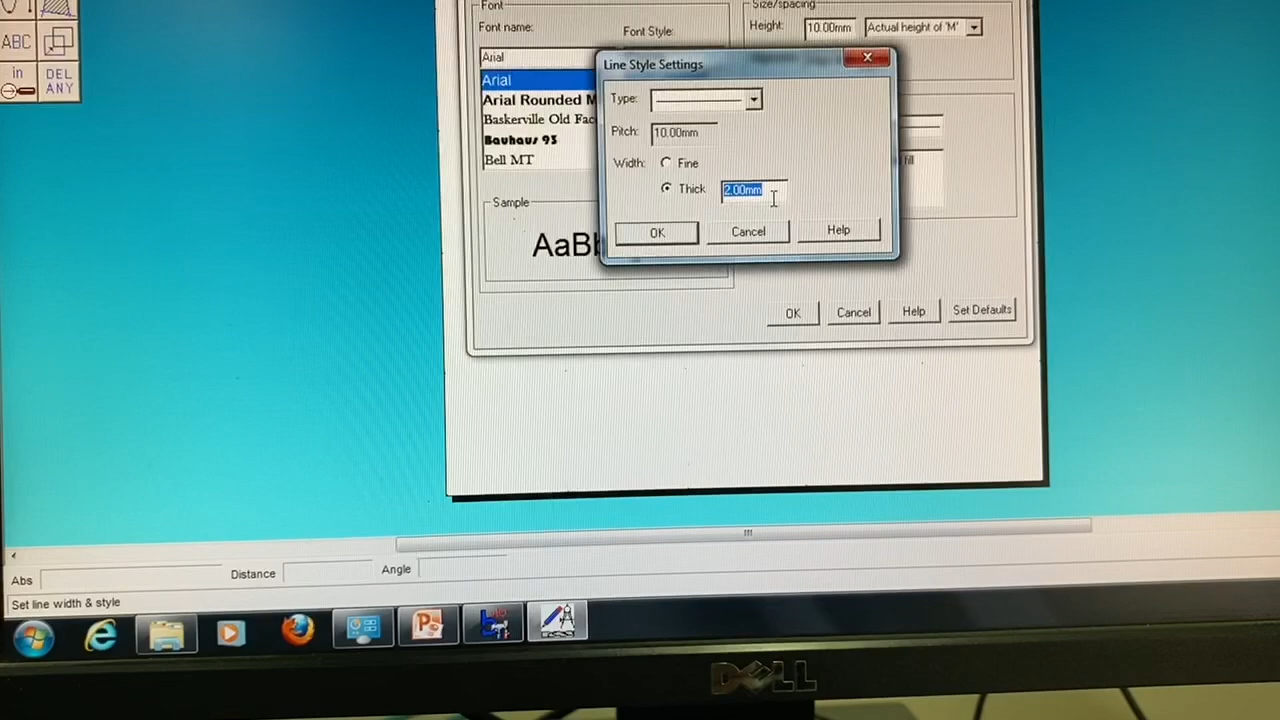 Font
Size/spacing
Font name:
Font Style:
Height:
10.00mm
Actual height of 'M'
ABC
Arial
Line Style Settings
in
DEL
ANY
Arial
Arial Rounded M
Baskerville Old Fac
Bauhaus 93
Bell MT
Type:
Pitch:
10.00mm
Width:
Fine
Thick
2.00mm
fill
OK
Cancel
Help
Sample
AaBb
OK
Cancel
Help
Set Defaults
Abs
Distance
Angle
Set line width & style
DELL